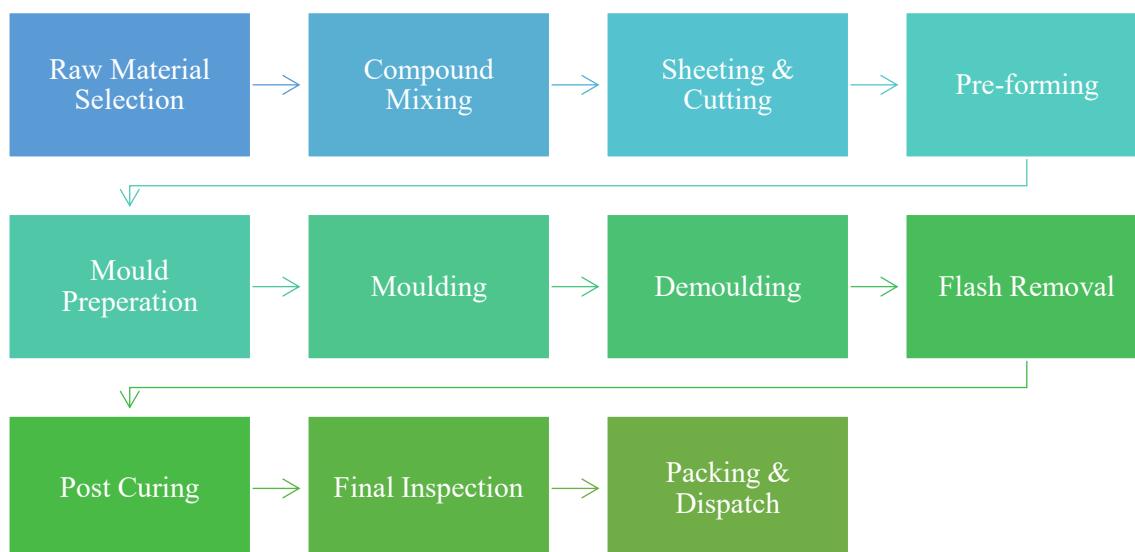 Raw Material
Selection
Compound
Mixing
Sheeting &
Cutting
Pre-forming
Mould
Preperation
Moulding
Demoulding
Flash Removal
Post Curing
Final Inspection
Packing &
Dispatch